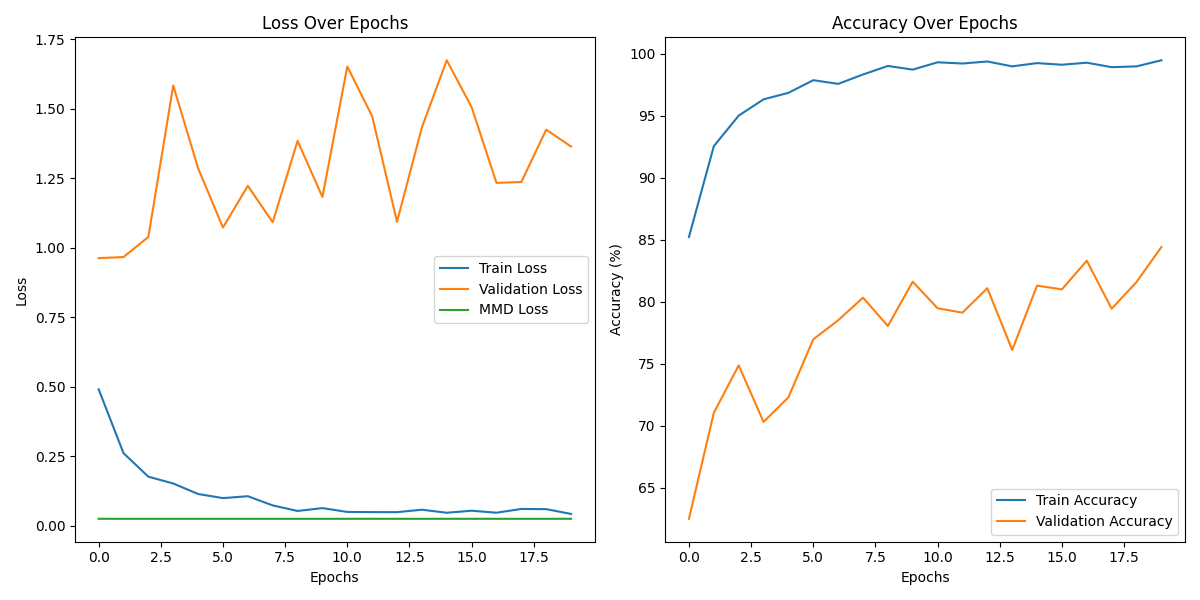 Loss Over Epochs
1.75
1.50
1.25
1.00
0.75
0.50
0.25
0.00
Loss
Train Loss
Validation Loss
MMD Loss
0.0 2.5 5.0 7.5 10.0 12.5 15.0 17.5
Epochs
Accuracy Over Epochs
100
95
90
85
80
75
70
65
Accuracy (%)
Train Accuracy
Validation Accuracy
0.0 2.5 5.0 7.5 10.0 12.5 15.0 17.5
Epochs